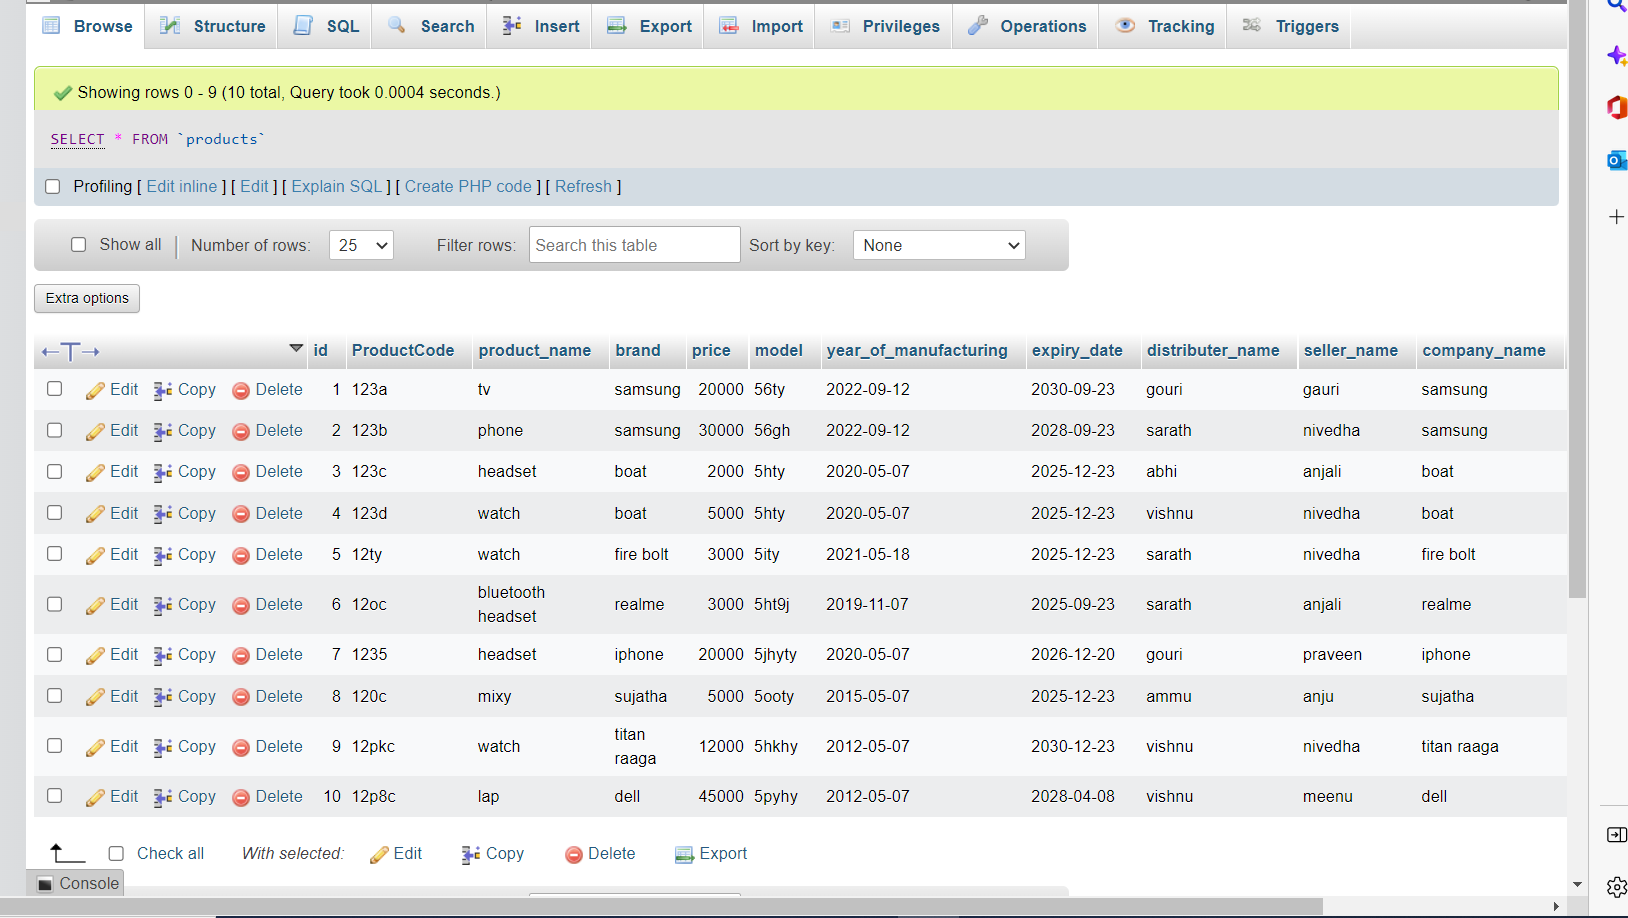 Browse Structure SQL Search Insert Export Import Privileges Operations Tracking Triggers
Showing rows 0 - 9 (10 total, Query took 0.0004 seconds.)
SELECT * FROM `products`
Profiling [ Edit inline ] [ Edit ] [ Explain SQL ] [ Create PHP code ] [ Refresh ]
Show all | Number of rows: 25 Filter rows: Search this table Sort by key: None
Extra options
←T→ id ProductCode product_name brand price model year_of_manufacturing expiry_date distributer_name seller_name company_name
Edit Copy Delete 1 123a tv samsung 20000 56ty 2022-09-12 2030-09-23 gouri gauri samsung
Edit Copy Delete 2 123b phone samsung 30000 56gh 2022-09-12 2028-09-23 sarath nivedha samsung
Edit Copy Delete 3 123c headset boat 2000 5hty 2020-05-07 2025-12-23 abhi anjali boat
Edit Copy Delete 4 123d watch boat 5000 5hty 2020-05-07 2025-12-23 vishnu nivedha boat
Edit Copy Delete 5 12ty watch fire bolt 3000 5ity 2021-05-18 2025-12-23 sarath nivedha fire bolt
Edit Copy Delete 6 12oc bluetooth headset realme 3000 5ht9j 2019-11-07 2025-09-23 sarath anjali realme
Edit Copy Delete 7 1235 headset iphone 20000 5jhyty 2020-05-07 2026-12-20 gouri praveen iphone
Edit Copy Delete 8 120c mixy sujatha 5000 5ooty 2015-05-07 2025-12-23 ammu anju sujatha
Edit Copy Delete 9 12pkc watch titan raaga 12000 5hkhy 2012-05-07 2030-12-23 vishnu nivedha titan raaga
Edit Copy Delete 10 12p8c lap dell 45000 5pyhy 2012-05-07 2028-04-08 vishnu meenu dell
Check all With selected: Edit Copy Delete Export
Console